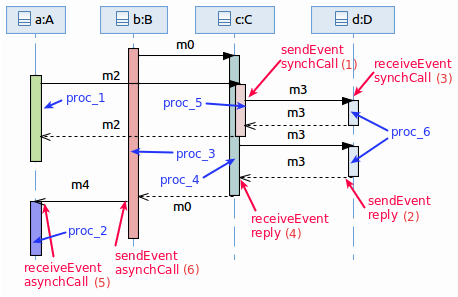 a:A
b:B
c:C
d:D
m0
sendEvent
synchCall (1)
receiveEvent
synchCall (3)
m2
proc_1
proc_5
m3
m2
m3
m3
proc_6
proc_3
m3
proc_4
m4
m0
sendEvent
reply (2)
receiveEvent
reply (4)
proc_2
sendEvent
asynchCall (6)
receiveEvent
asynchCall (5)